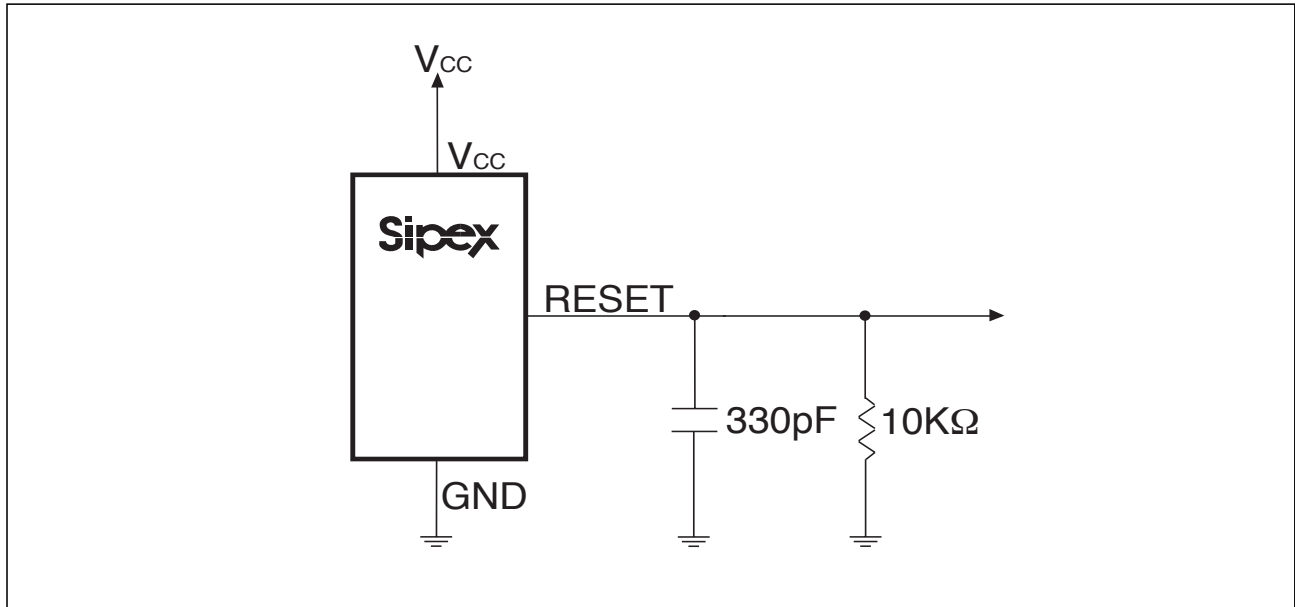 VCC
VCC
Sipex
RESET
330pF
10KΩ
GND